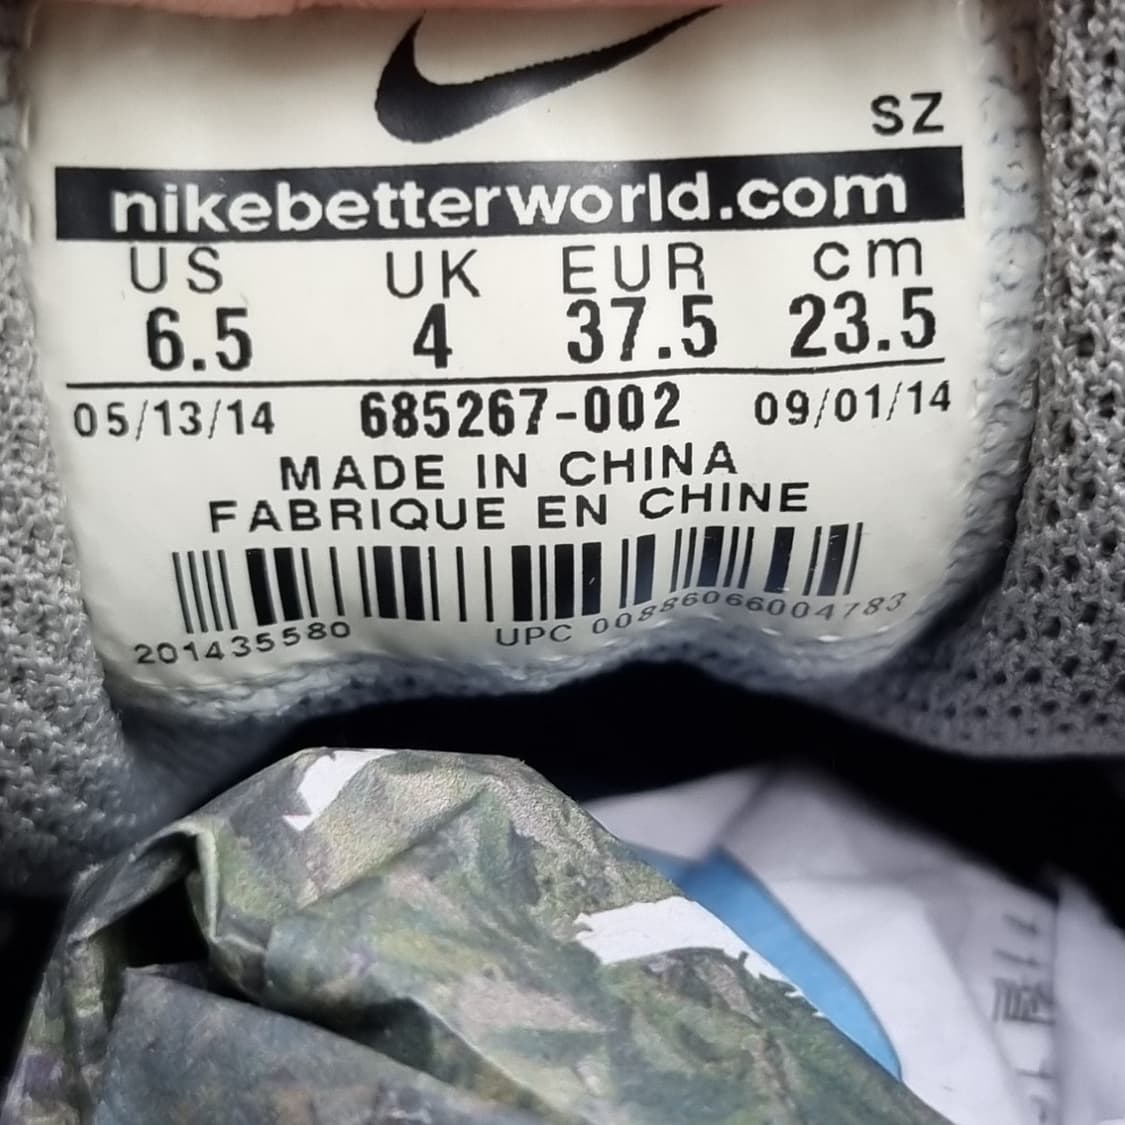 SZ
nikebetterworld.com
US UK EUR cm
6.5 4 37.5 23.5
05/13/14 685267-002 09/01/14
MADE IN CHINA
FABRIQUE EN CHINE
201435580 UPC 00886066004783